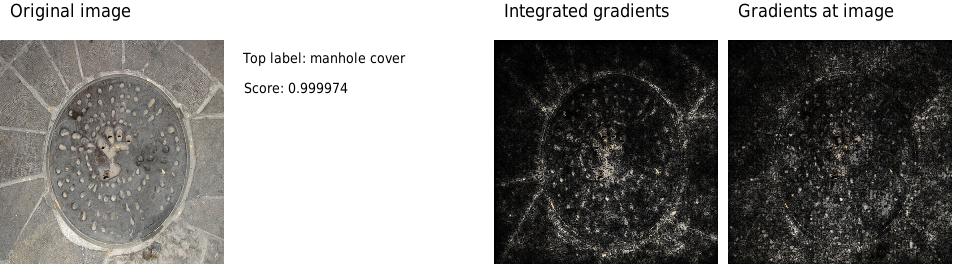 Original image
Top label: manhole cover
Score: 0.999974
Integrated gradients
Gradients at image